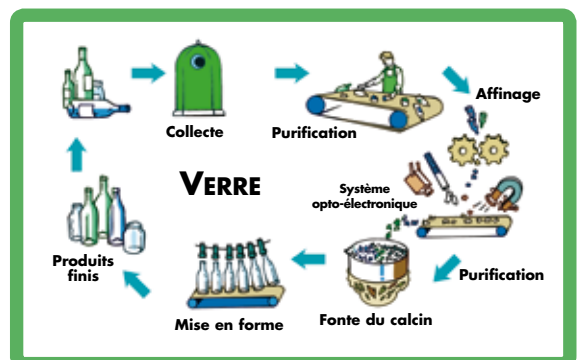 Collecte
Purification
Affinage
VERRE
Système
opto-électronique
Purification
Fonte du calcin
Mise en forme
Produits
finis